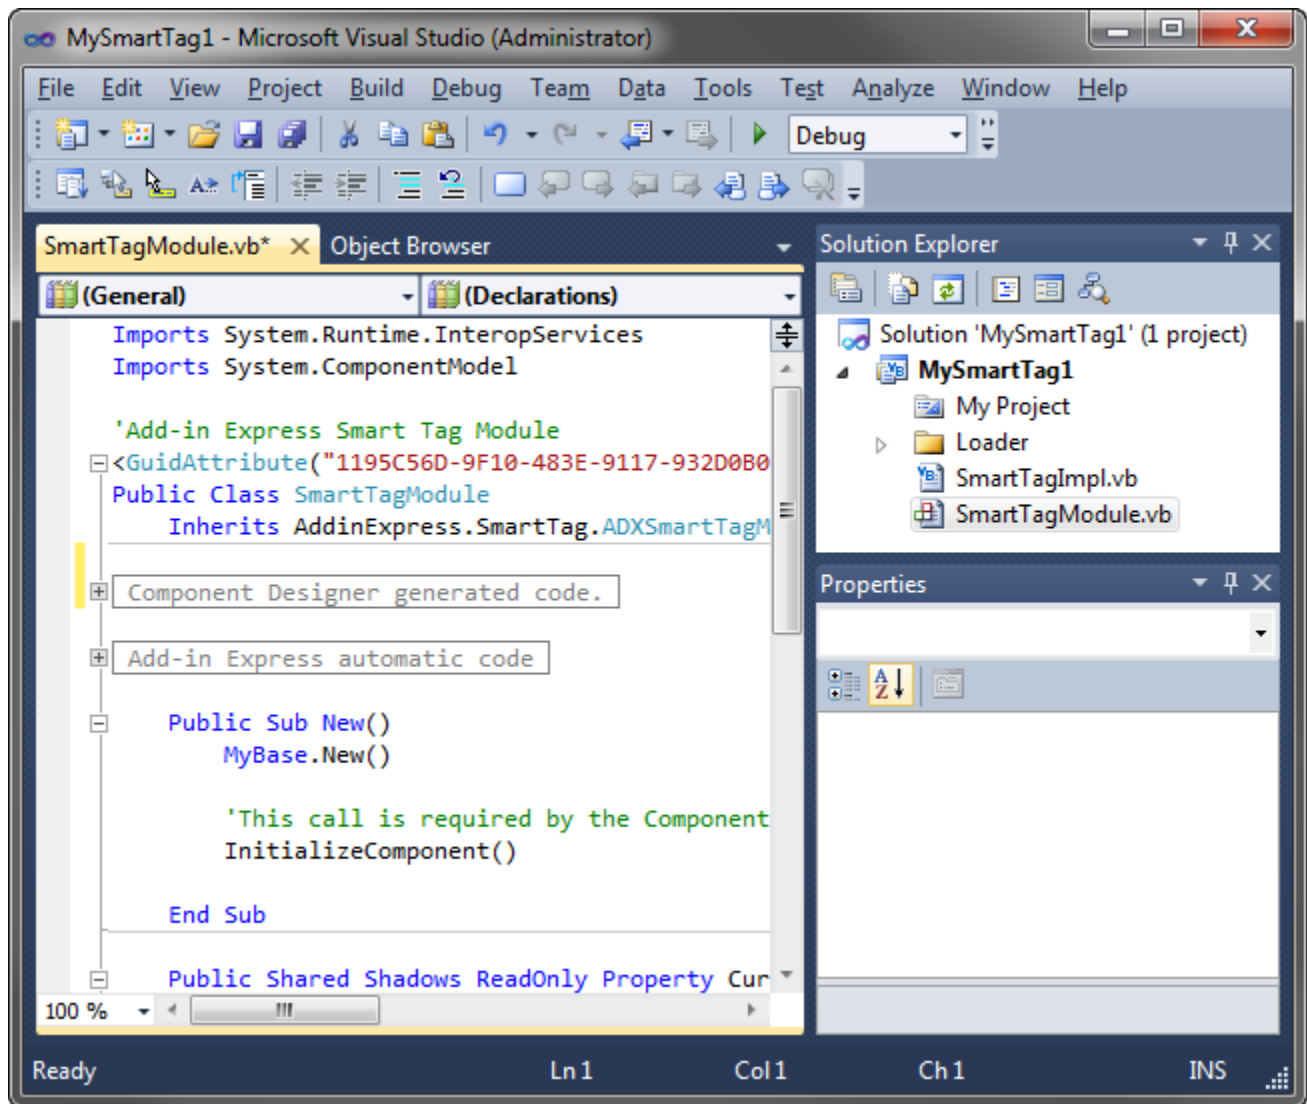 MySmartTag1 - Microsoft Visual Studio (Administrator)
File Edit View Project Build Debug Team Data Tools Test Analyze Window Help
Debug
SmartTagModule.vb* Object Browser
(General) (Declarations)
Imports System.Runtime.InteropServices
Imports System.ComponentModel
'Add-in Express Smart Tag Module
<GuidAttribute("1195C56D-9F10-483E-9117-932D0B0
Public Class SmartTagModule
Inherits AddinExpress.SmartTag.ADXSmartTagM
Component Designer generated code.
Add-in Express automatic code
Public Sub New()
MyBase.New()
'This call is required by the Component
InitializeComponent()
End Sub
Public Shared Shadows ReadOnly Property Cur
100 %
Solution Explorer
Solution 'MySmartTag1' (1 project)
MySmartTag1
My Project
Loader
SmartTagImpl.vb
SmartTagModule.vb
Properties
Ready Ln 1 Col 1 Ch 1 INS